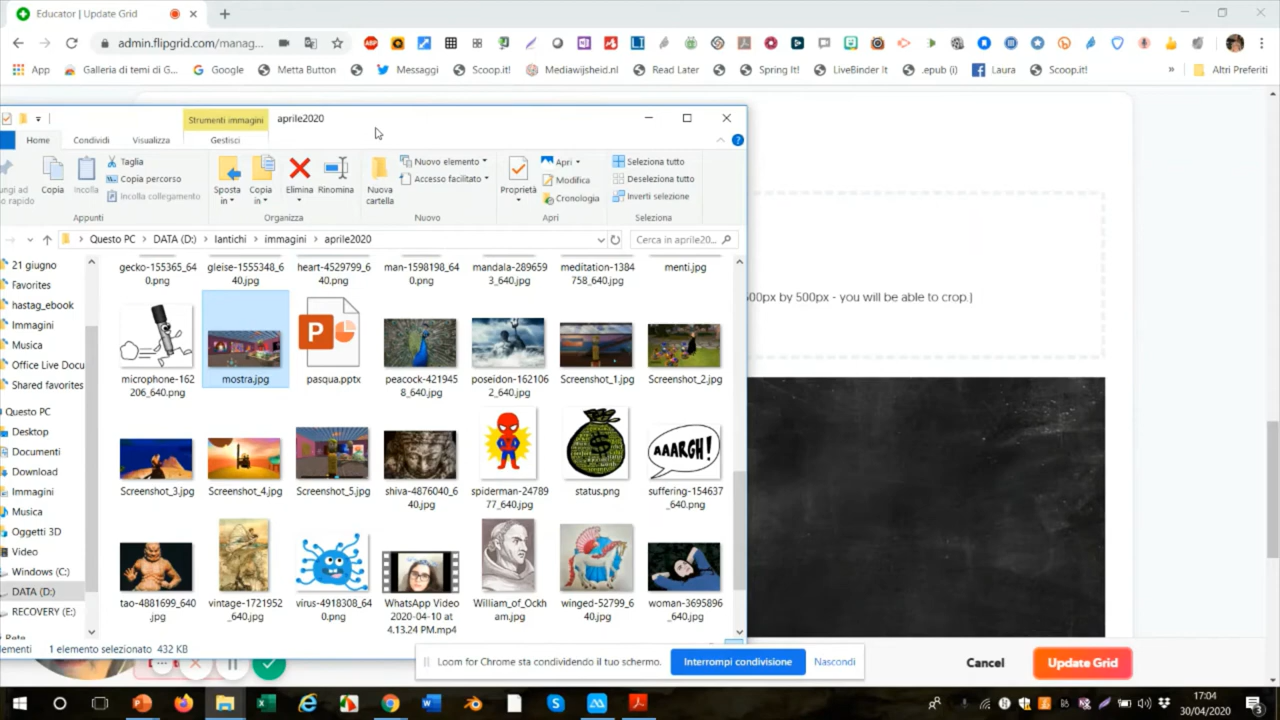 Educator | Update Grid
admin.flipgrid.com/manag...
App
Galleria di temi di G...
Google
Metta Button
Messaggi
Scoop.it!
Mediawijsheid.nl
Read Later
Spring It!
LiveBinder It
.epub (i)
Laura
Scoop.it!
»
Altri Preferiti
Strumenti immagini
aprile2020
Home
Condividi
Visualizza
Gestisci
Taglia
Copia percorso
Incolla collegamento
Copia
Incolla
Sposta in
Copia in
Elimina
Rinomina
Nuova cartella
Nuovo elemento
Accesso facilitato
Proprietà
Apri
Modifica
Cronologia
Seleziona tutto
Deseleziona tutto
Inverti selezione
Appunti
Organizza
Nuovo
Apri
Seleziona
Questo PC > DATA (D:) > lantichi > immagini > aprile2020
Cerca in aprile20...
21 giugno
Favorites
hastag_ebook
Immagini
Musica
Office Live Docu
Shared favorites
Questo PC
Desktop
Documenti
Download
Immagini
Musica
Oggetti 3D
Video
Windows (C:)
DATA (D:)
RECOVERY (E:)
gecko-155365_640.png
gleise-1555348_640.jpg
heart-4529799_640.png
man-1598198_640.png
mandala-2896593_640.jpg
meditation-1384758_640.jpg
menti.jpg
microphone-162206_640.png
mostra.jpg
pasqua.pptx
peacock-4219458_640.jpg
poseidon-1621062_640.jpg
Screenshot_1.jpg
Screenshot_2.jpg
AAARGH!
Screenshot_3.jpg
Screenshot_4.jpg
Screenshot_5.jpg
shiva-4876040_640.jpg
spiderman-2478977_640.jpg
status.png
suffering-154637_640.png
tao-4881699_640.jpg
vintage-1721952_640.jpg
virus-4918308_640.png
WhatsApp Video 2020-04-10 at 4.13.24 PM.mp4
William_of_Ockham.jpg
winged-52799_640.jpg
woman-3695896_640.jpg
1 elemento selezionato 432 KB
00px by 500px - you will be able to crop.]
Loom for Chrome sta condividendo il tuo schermo.
Interrompi condivisione
Nascondi
Cancel
Update Grid
17:04
30/04/2020
3